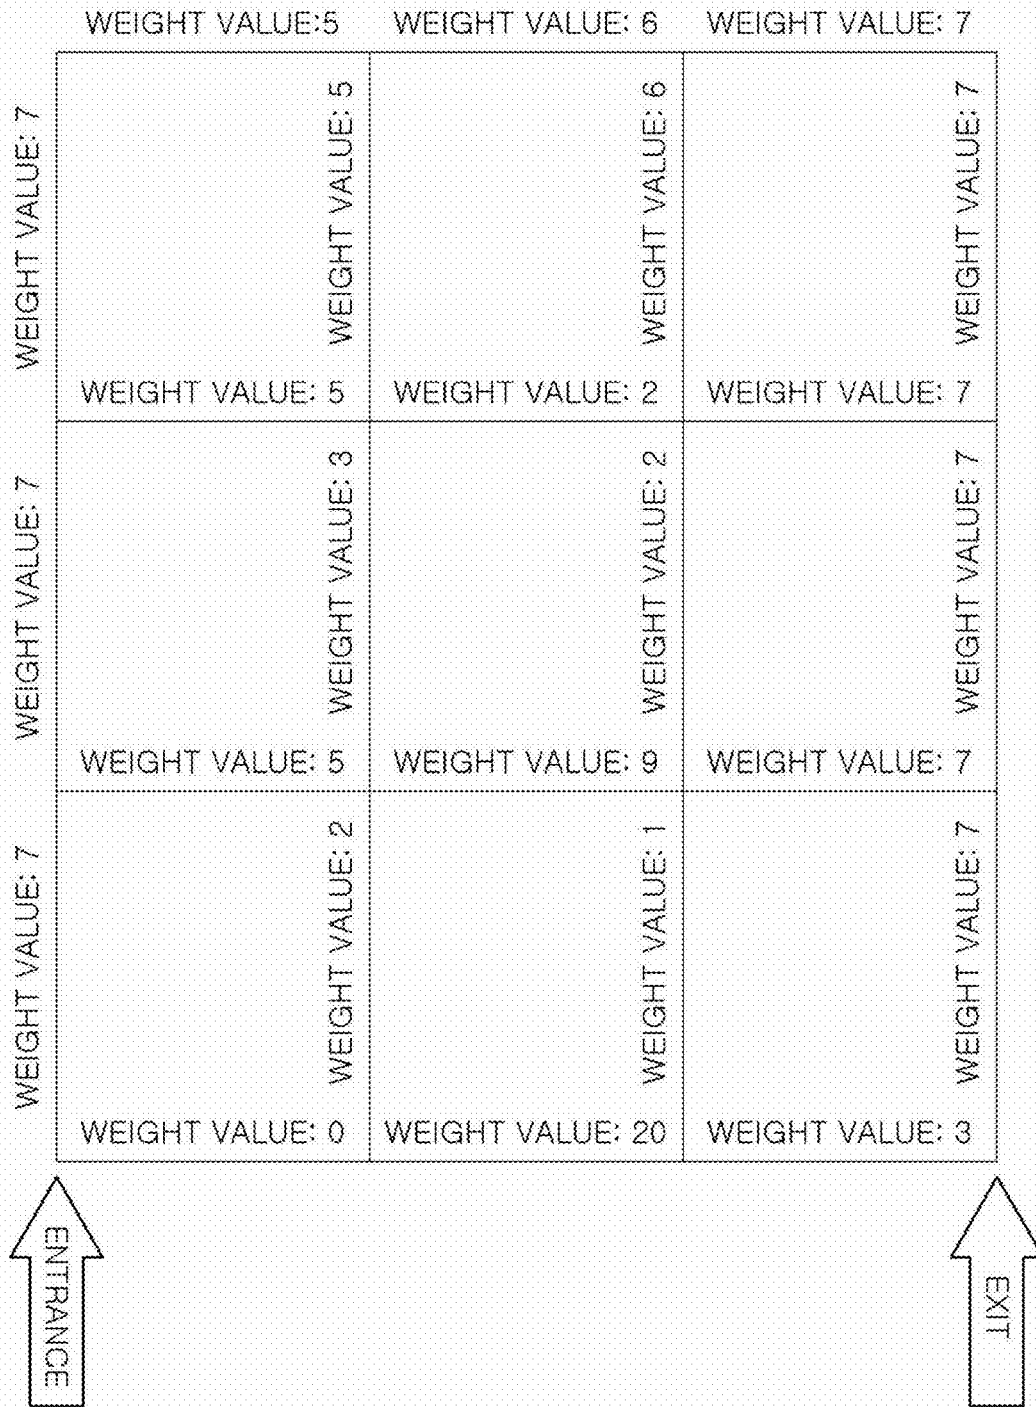 WEIGHT VALUE:5 WEIGHT VALUE: 6 WEIGHT VALUE: 7
WEIGHT VALUE: 7 WEIGHT VALUE: 5 WEIGHT VALUE: 6 WEIGHT VALUE: 7
WEIGHT VALUE: 5 WEIGHT VALUE: 2 WEIGHT VALUE: 7
WEIGHT VALUE: 7 WEIGHT VALUE: 3 WEIGHT VALUE: 2 WEIGHT VALUE: 7
WEIGHT VALUE: 5 WEIGHT VALUE: 9 WEIGHT VALUE: 7
WEIGHT VALUE: 7 WEIGHT VALUE: 2 WEIGHT VALUE: 1 WEIGHT VALUE: 7
WEIGHT VALUE: 0 WEIGHT VALUE: 20 WEIGHT VALUE: 3
ENTRANCE EXIT